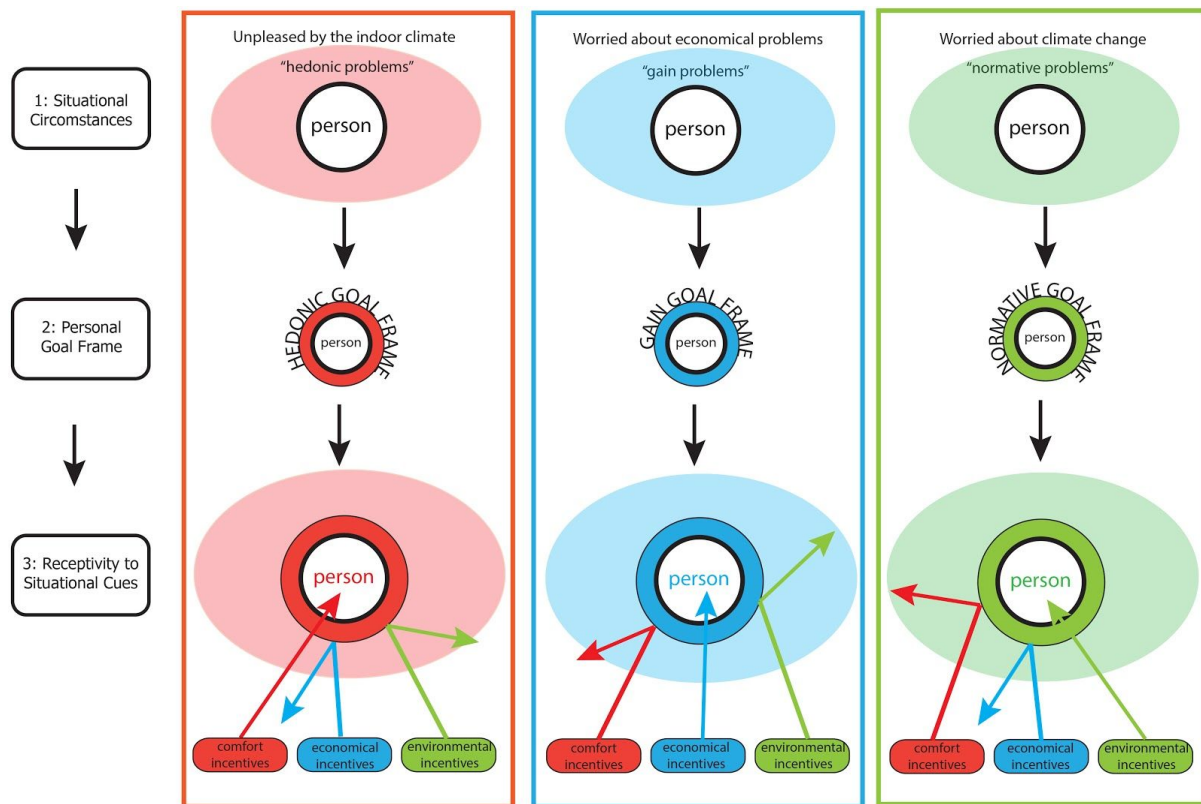 1: Situational
Circomstances
2: Personal
Goal Frame
3: Receptivity to
Situational Cues
Unpleased by the indoor climate
“hedonic problems”
person
HEDONIC GOAL FRAME
person
person
comfort
incentives
economical
incentives
environmental
incentives
Worried about economical problems
“gain problems”
person
GAIN GOAL FRAME
person
person
comfort
incentives
economical
incentives
environmental
incentives
Worried about climate change
“normative problems”
person
NORMATIVE GOAL FRAME
person
person
comfort
incentives
economical
incentives
environmental
incentives